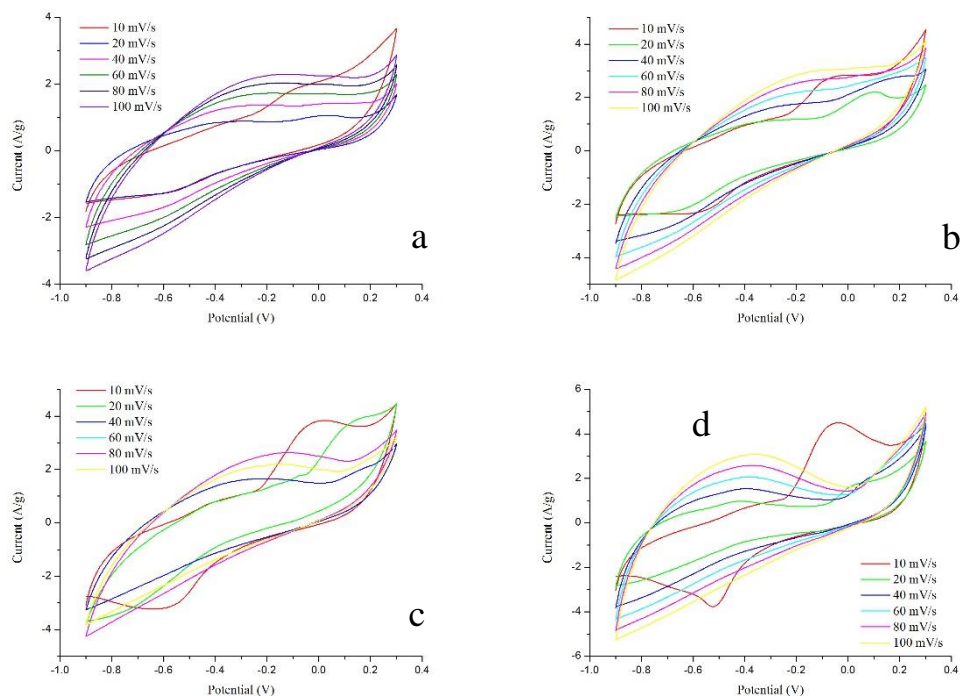 4
2
0
-2
-4
Current (A/g)
10 mV/s
20 mV/s
40 mV/s
60 mV/s
80 mV/s
100 mV/s
a
-1.0 -0.8 -0.6 -0.4 -0.2 0.0 0.2 0.4
Potential (V)
4
2
0
-2
-4
Current (A/g)
10 mV/s
20 mV/s
40 mV/s
60 mV/s
80 mV/s
100 mV/s
b
-1.0 -0.8 -0.6 -0.4 -0.2 0.0 0.2 0.4
Potential (V)
4
2
0
-2
-4
Current (A/g)
10 mV/s
20 mV/s
40 mV/s
60 mV/s
80 mV/s
100 mV/s
c
-1.0 -0.8 -0.6 -0.4 -0.2 0.0 0.2 0.4
Potential (V)
6
4
2
0
-2
-4
-6
Current (A/g)
d
10 mV/s
20 mV/s
40 mV/s
60 mV/s
80 mV/s
100 mV/s
-1.0 -0.8 -0.6 -0.4 -0.2 0.0 0.2 0.4
Potential (V)